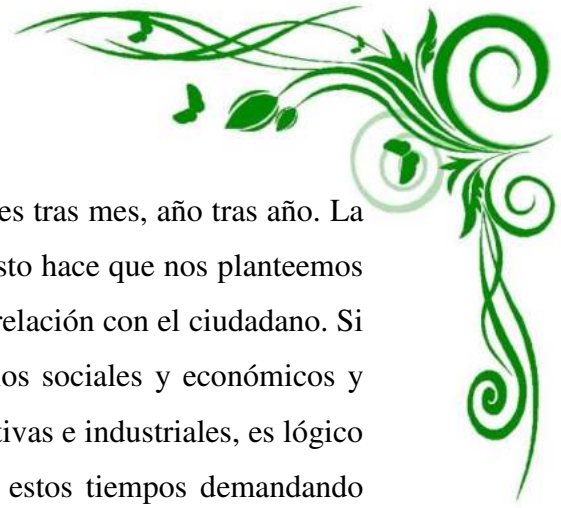 es tras mes, año tras año. La
sto hace que nos planteemos
relación con el ciudadano. Si
ios sociales y económicos y
tivas e industriales, es lógico
estos tiempos demandando